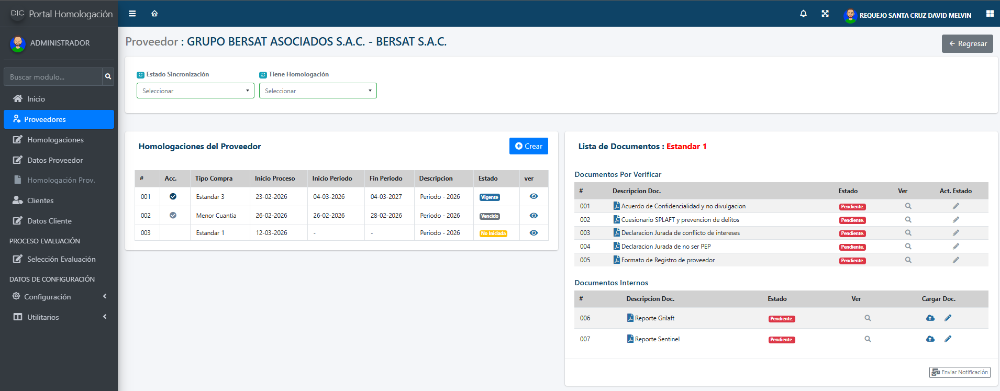 DIC Portal Homologación
REQUEJO SANTA CRUZ DAVID MELVIN
ADMINISTRADOR
Buscar modulo...
Inicio
Proveedores
Homologaciones
Datos Proveedor
Homologación Prov.
Clientes
Datos Cliente
PROCESO EVALUACIÓN
Selección Evaluación
DATOS DE CONFIGURACIÓN
Configuración
Utilitarios
Proveedor : GRUPO BERSAT ASOCIADOS S.A.C. - BERSAT S.A.C.
Regresar
Estado Sincronización Tiene Homologación
Seleccionar Seleccionar
Homologaciones del Proveedor
Crear
# Acc. Tipo Compra Inicio Proceso Inicio Periodo Fin Periodo Descripcion Estado ver
001 Estandar 3 23-02-2026 04-03-2026 04-03-2027 Periodo - 2026 Vigente
002 Menor Cuantia 26-02-2026 26-02-2026 28-02-2026 Periodo - 2026 Vencido
003 Estandar 1 12-03-2026 - - Periodo - 2026 No Iniciada
Lista de Documentos : Estandar 1
Documentos Por Verificar
# Descripcion Doc. Estado Ver Act. Estado
001 Acuerdo de Confidencialidad y no divulgacion Pendiente.
002 Cuesionario SPLAFT y prevencion de delitos Pendiente.
003 Declaracion Jurada de conflicto de intereses Pendiente.
004 Declaracion Jurada de no ser PEP Pendiente.
005 Formato de Registro de proveedor Pendiente.
Documentos Internos
# Descripcion Doc. Estado Ver Cargar Doc.
006 Reporte Grilaft Pendiente.
007 Reporte Sentinel Pendiente.
Enviar Notificación